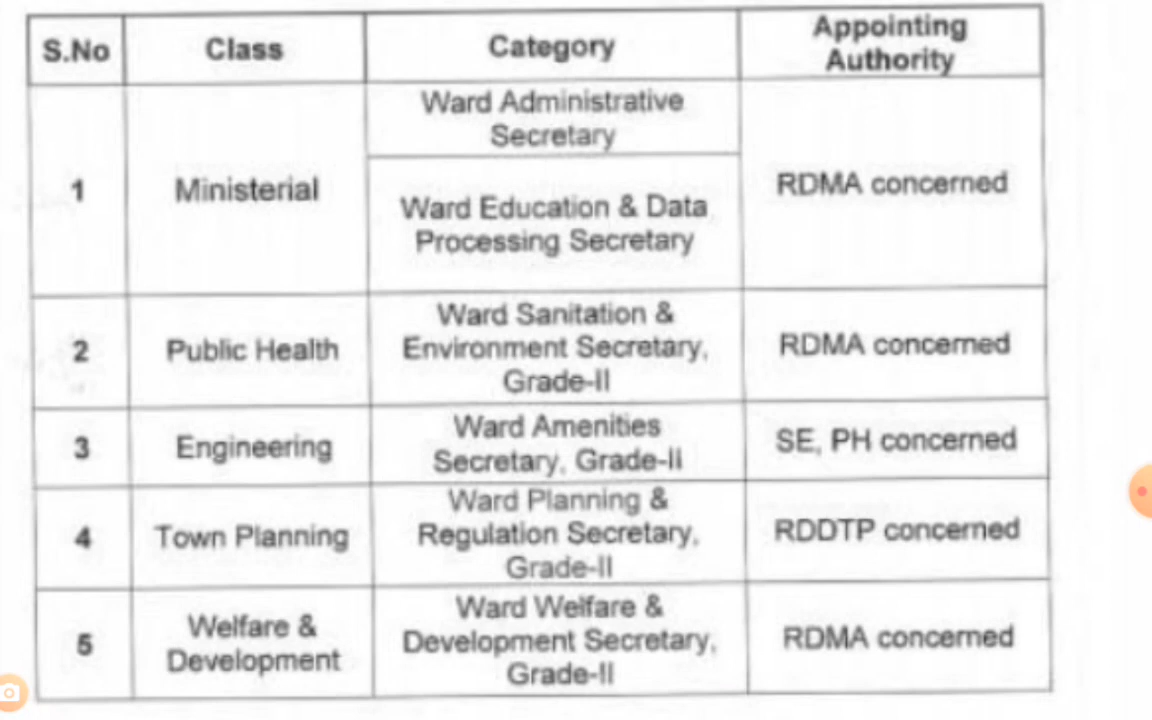 S.No Class Category Appointing
Authority
Ward Administrative
Secretary
1 Ministerial RDMA concerned
Ward Education & Data
Processing Secretary
Ward Sanitation &
2 Public Health Environment Secretary, RDMA concerned
Grade-II
Ward Amenities
3 Engineering SE, PH concerned
Secretary, Grade-II
Ward Planning &
4 Town Planning Regulation Secretary, RDDTP concerned
Grade-II
Ward Welfare &
Welfare &
5 Development Secretary, RDMA concerned
Development
Grade-II